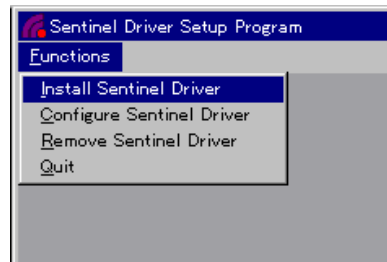 Sentinel Driver Setup Program
Functions
Install Sentinel Driver
Configure Sentinel Driver
Remove Sentinel Driver
Quit